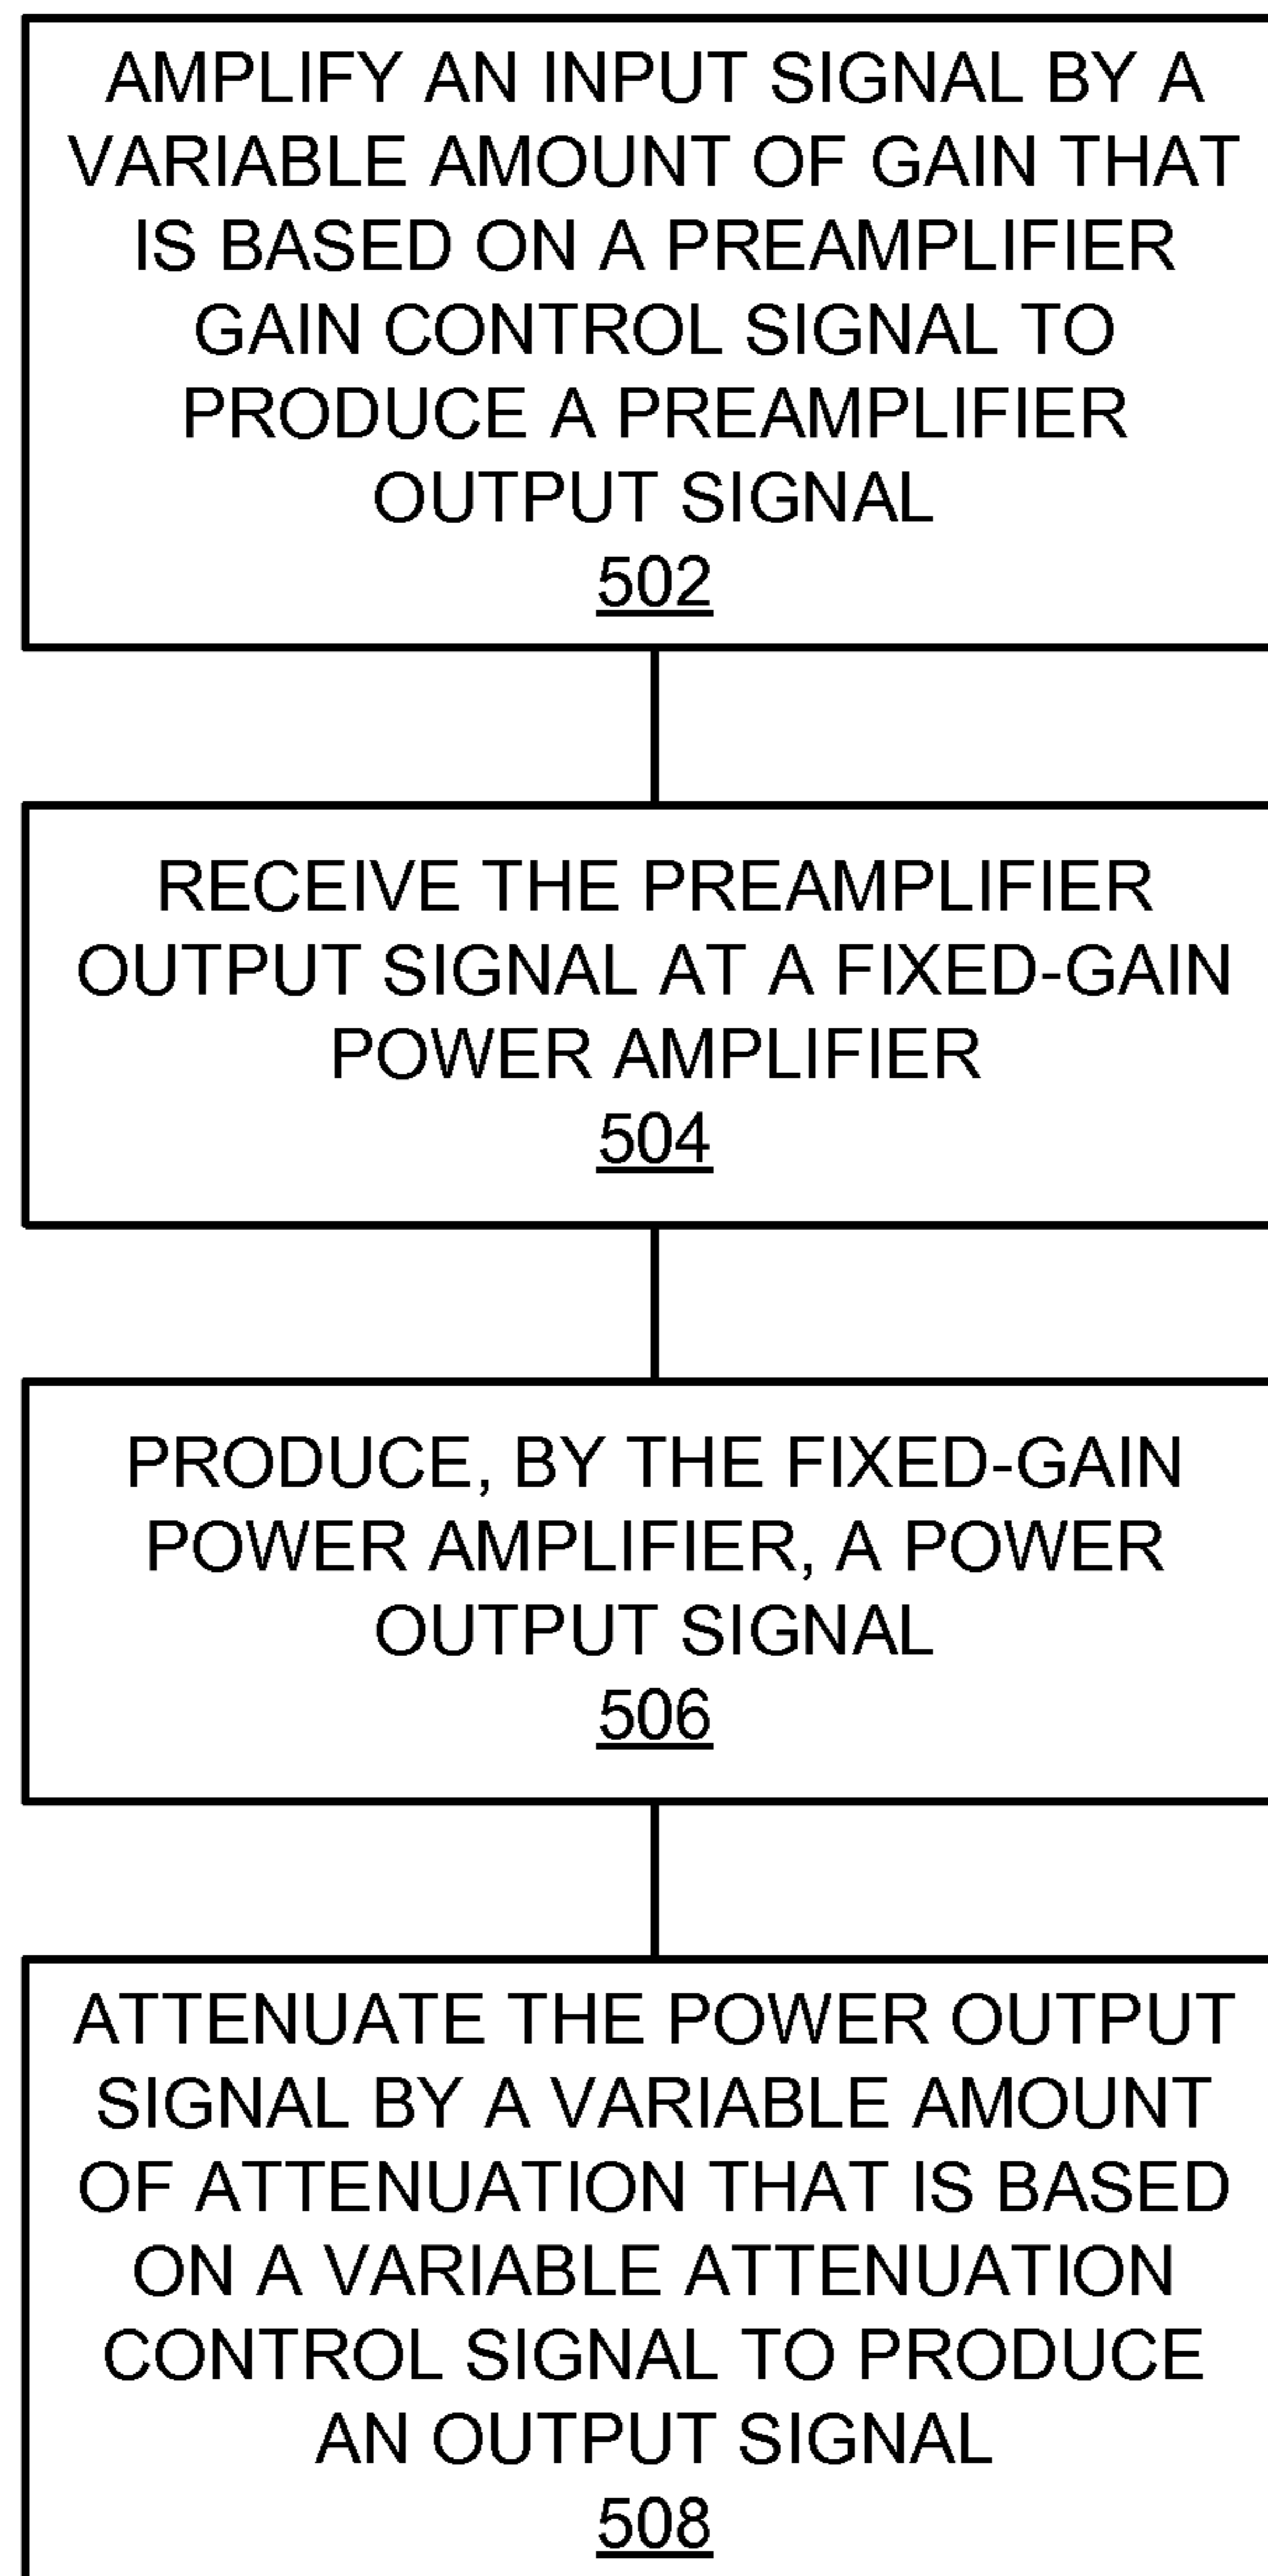 AMPLIFY AN INPUT SIGNAL BY A
VARIABLE AMOUNT OF GAIN THAT
IS BASED ON A PREAMPLIFIER
GAIN CONTROL SIGNAL TO
PRODUCE A PREAMPLIFIER
OUTPUT SIGNAL
502
RECEIVE THE PREAMPLIFIER
OUTPUT SIGNAL AT A FIXED-GAIN
POWER AMPLIFIER
504
PRODUCE, BY THE FIXED-GAIN
POWER AMPLIFIER, A POWER
OUTPUT SIGNAL
506
ATTENUATE THE POWER OUTPUT
SIGNAL BY A VARIABLE AMOUNT
OF ATTENUATION THAT IS BASED
ON A VARIABLE ATTENUATION
CONTROL SIGNAL TO PRODUCE
AN OUTPUT SIGNAL
508